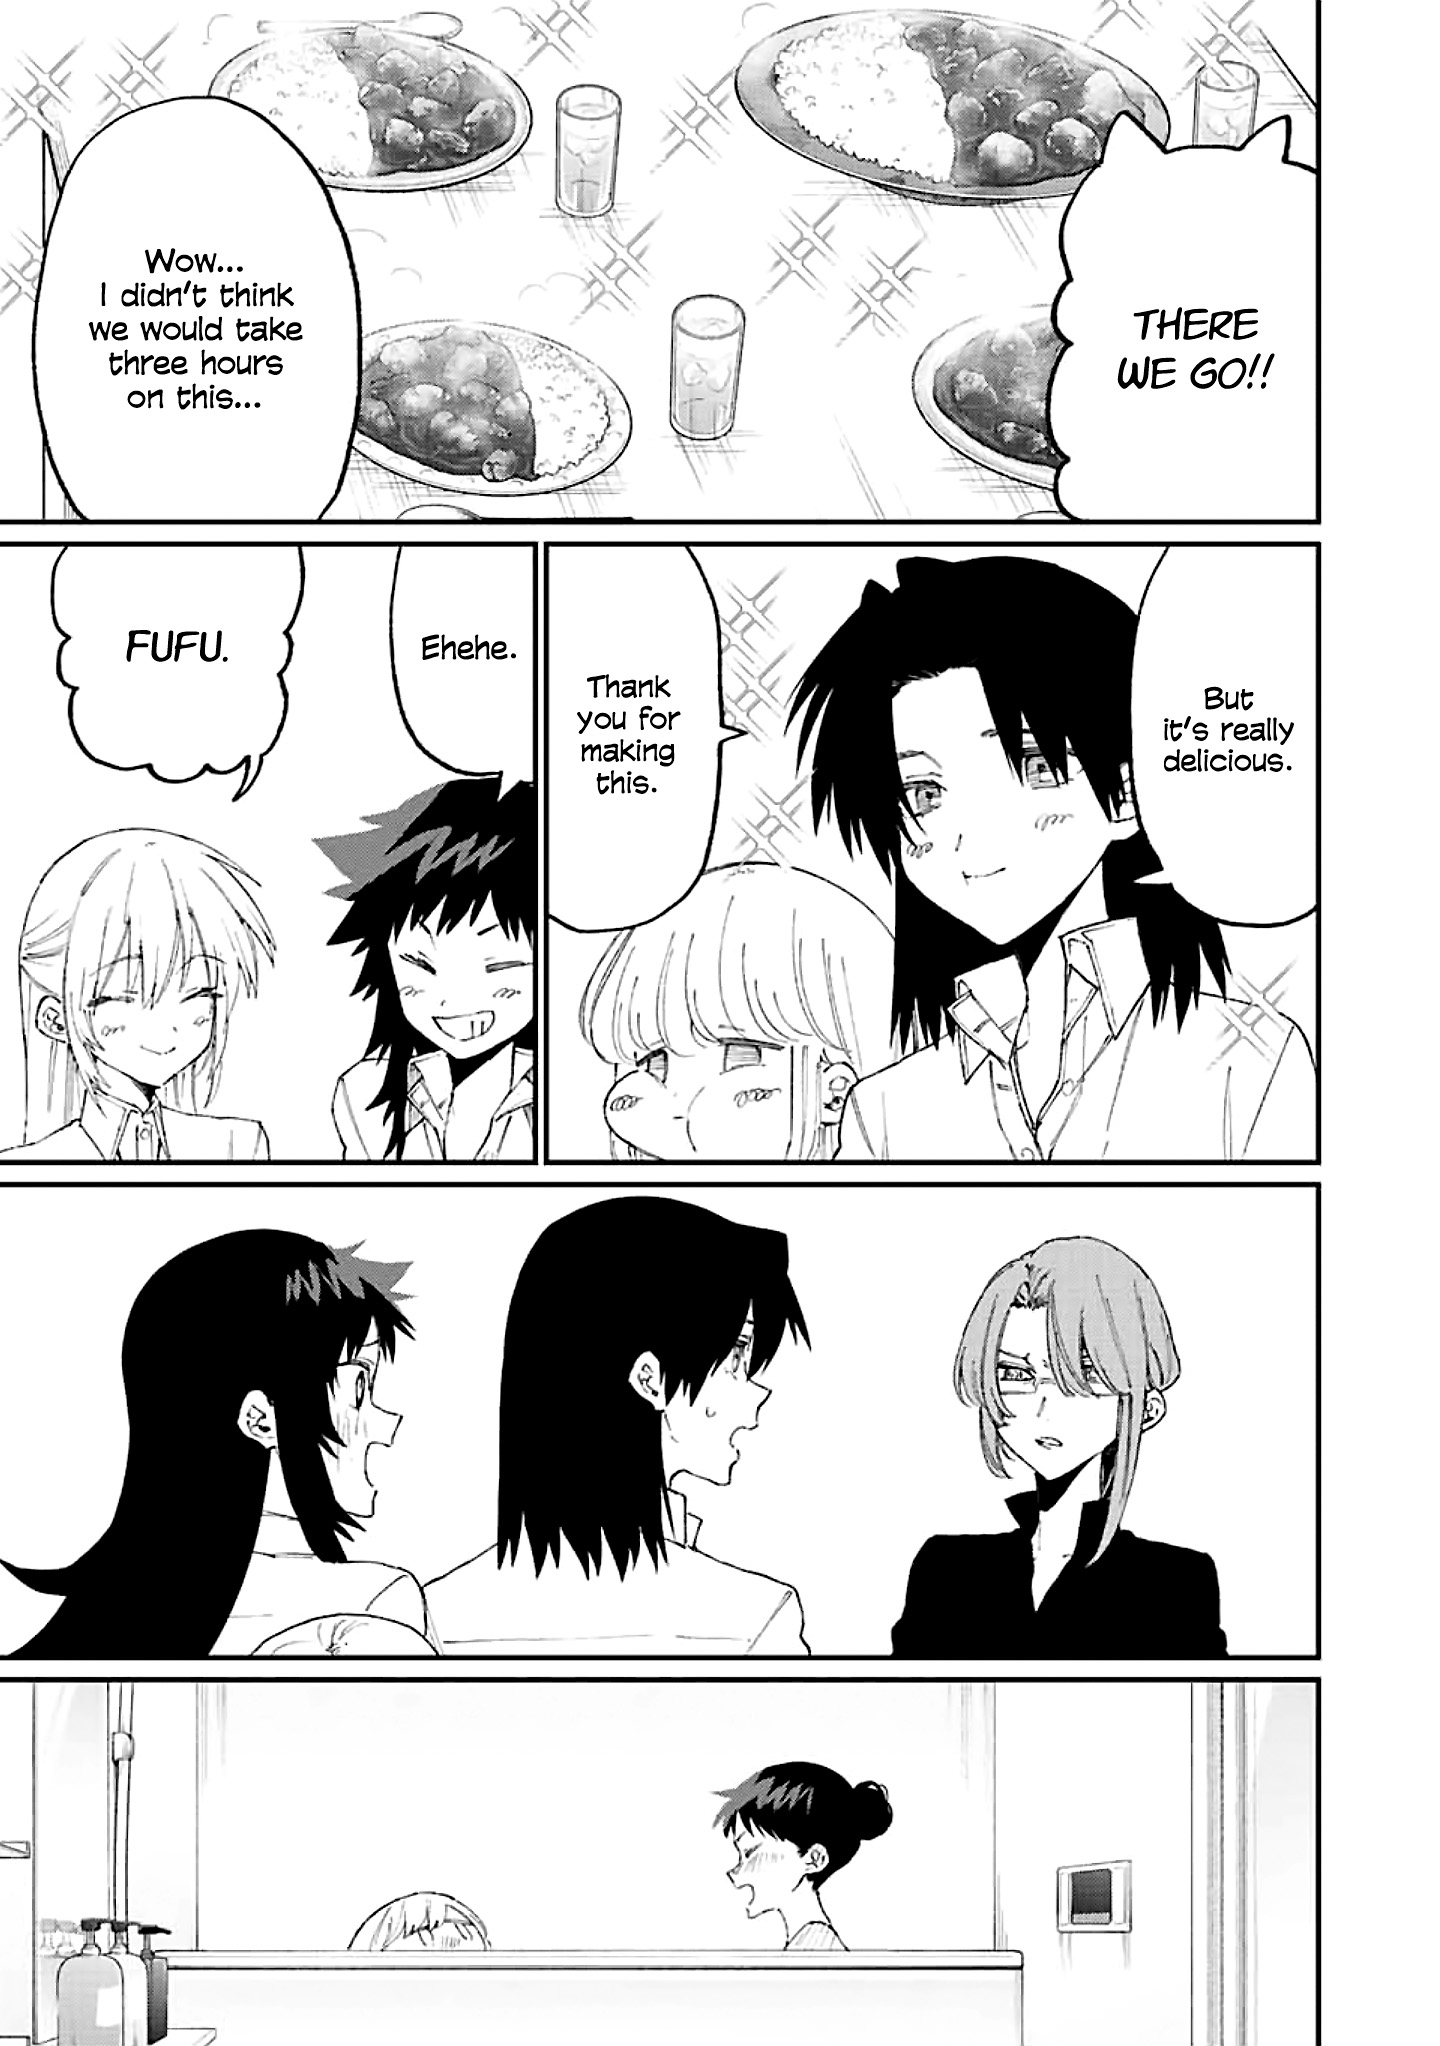 THERE
WE GO!!
Wow...
I didn't think
we would take
three hours
on this...
But
it's really
delicious.
Thank
you for
making
this.
Ehehe.
FUFU.